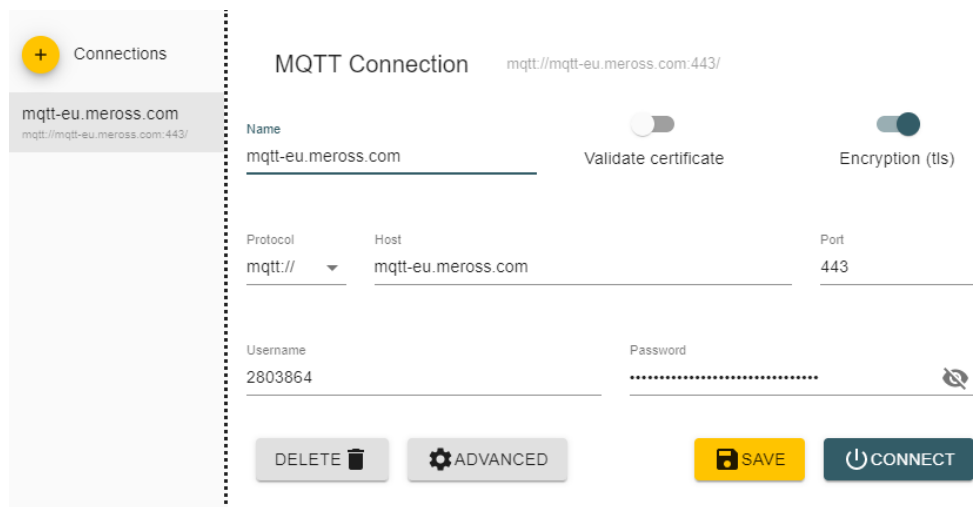 + Connections
mqtt-eu.meross.com
mqtt://mqtt-eu.meross.com:443/
MQTT Connection mqtt://mqtt-eu.meross.com:443/
Name
mqtt-eu.meross.com
Validate certificate
Encryption (tls)
Protocol Host Port
mqtt:// mqtt-eu.meross.com 443
Username Password
2803864 ••••••••••••••••••••••••••••••••
DELETE ADVANCED SAVE CONNECT